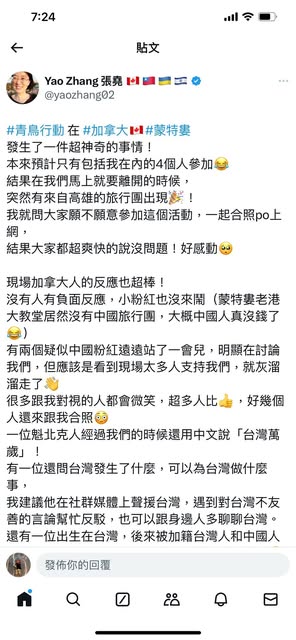 7:24
貼文
Yao Zhang 張堯 🇨🇦🇹🇼🇺🇦🇮🇱
@yaozhang02
#青鳥行動 在 #加拿大🇨🇦#蒙特婁
發生了一件超神奇的事情！
本來預計只有包括我在內的4個人參加😂
結果在我們馬上就要離開的時候，
突然有來自高雄的旅行團出現🎉！
我就問大家願不願意參加這個活動，一起合照po上
網，
結果大家都超爽快的說沒問題！好感動🥹
現場加拿大人的反應也超棒！
沒有人有負面反應，小粉紅也沒來鬧（蒙特婁老港
大教堂居然沒有中國旅行團，大概中國人真沒錢了
😂）
有兩個疑似中國粉紅遠遠站了一會兒，明顯在討論
我們，但應該是看到現場太多人支持我們，就灰溜
溜走了👋
很多跟我對視的人都會微笑，超多人比👍，好幾個
人還來跟我合照😳
一位魁北克人經過我們的時候還用中文說「台灣萬
歲」！
有一位還問台灣發生了什麼，可以為台灣做什麼
事，
我建議他在社群媒體上聲援台灣，遇到對台灣不友
善的言論幫忙反駁，也可以跟身邊人多聊聊台灣。
還有一位出生在台灣，後來被加籍台灣人和中國人
發佈你的回覆